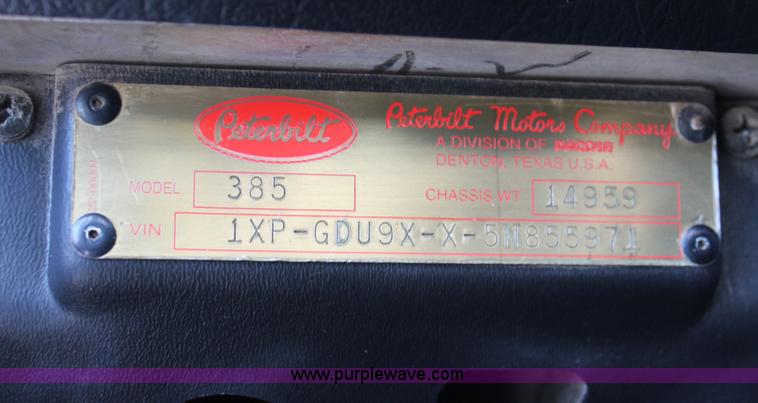 Peterbilt
Peterbilt Motors Company
A DIVISION OF PACCAR
DENTON, TEXAS U.S.A.
MODEL 385 CHASSIS WT 14959
VIN 1XP-GDU9X-X-5N855971
www.purplewave.com